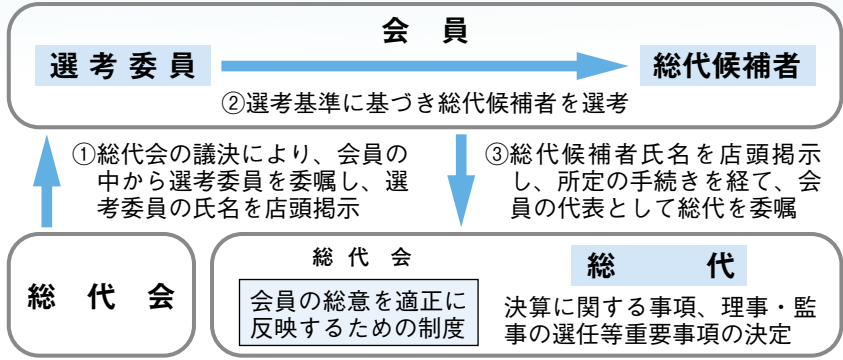 会 員
選考委員
総代候補者
②選考基準に基づき総代候補者を選考
①総代会の議決により、会員の
中から選考委員を委嘱し、選
考委員の氏名を店頭掲示
③総代候補者氏名を店頭掲示
し、所定の手続きを経て、会
員の代表として総代を委嘱
総 代 会
総 代 会
会員の総意を適正に
反映するための制度
総 代
決算に関する事項、理事・監
事の選任等重要事項の決定